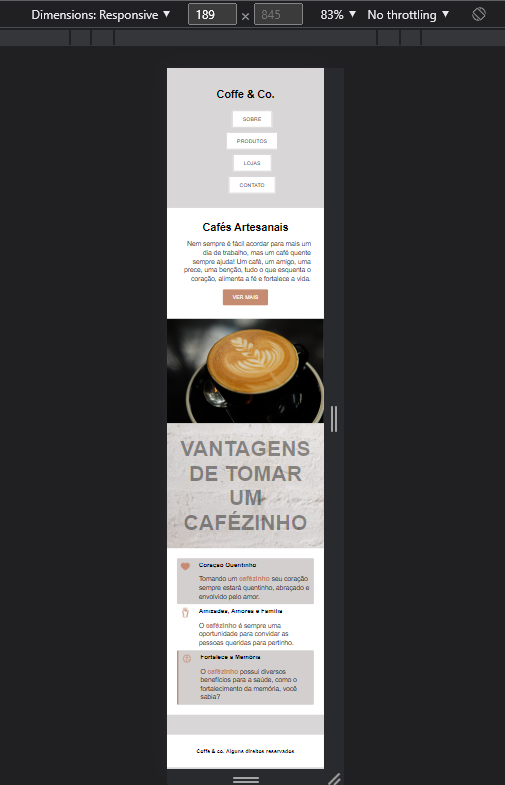 Dimensions: Responsive ▼ 189 × 845 83% ▼ No throttling ▼
Coffe & Co.
SOBRE
PRODUTOS
LOJAS
CONTATO
Cafés Artesanais
Nem sempre é fácil acordar para mais um
dia de trabalho, mas um café quente
sempre ajuda! Um café, um amigo, uma
prece, uma benção, tudo o que esquenta o
coração, alimenta a fé e fortalece a vida.
VER MAIS
VANTAGENS
DE TOMAR
UM
CAFÉZINHO
Coração Quentinho
Tomando um cafézinho seu coração
sempre estará quentinho, abraçado e
envolvido pelo amor.
Amizades, Amores e Família
O cafézinho é sempre uma
oportunidade para convidar as
pessoas queridas para pertinho.
Fortalece a Memória
O cafézinho possui diversos
benefícios para a saúde, como o
fortalecimento da memória, você
sabia?
Coffe & co. Alguns direitos reservados